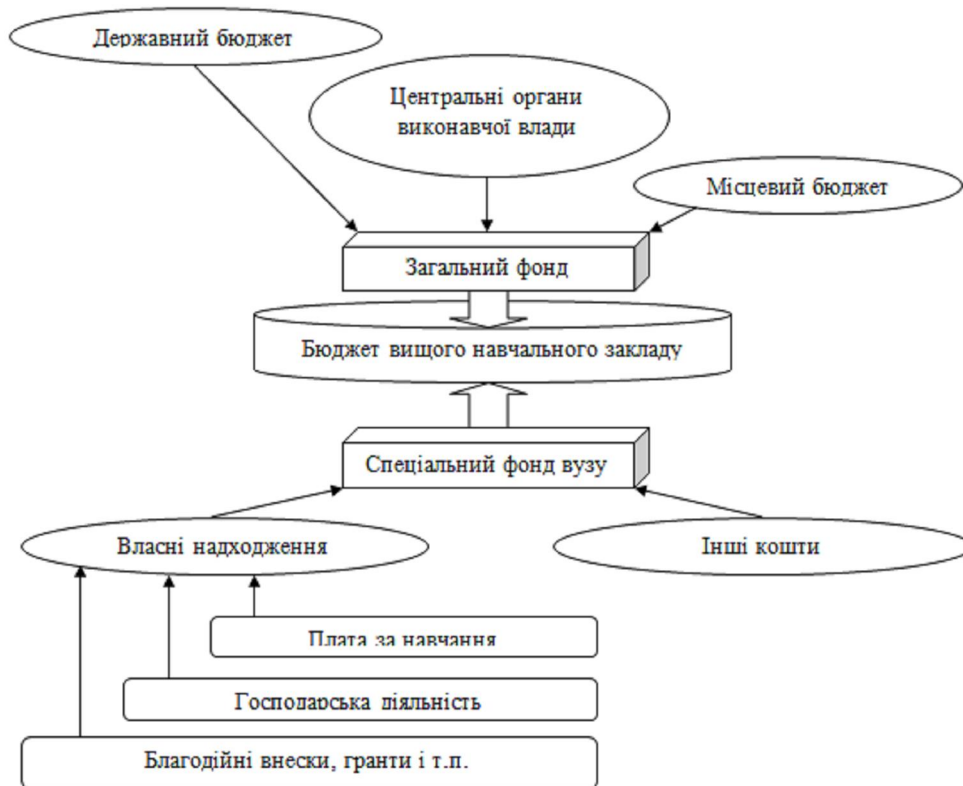 Державний бюджет
Центральні органи
виконавчої влади
Місцевий бюджет
Загальний фонд
Бюджет вищого навчального закладу
Спеціальний фонд вузу
Власні надходження
Інші кошти
Плата за навчання
Господарська діяльність
Благодійні внески, гранти і т.п.